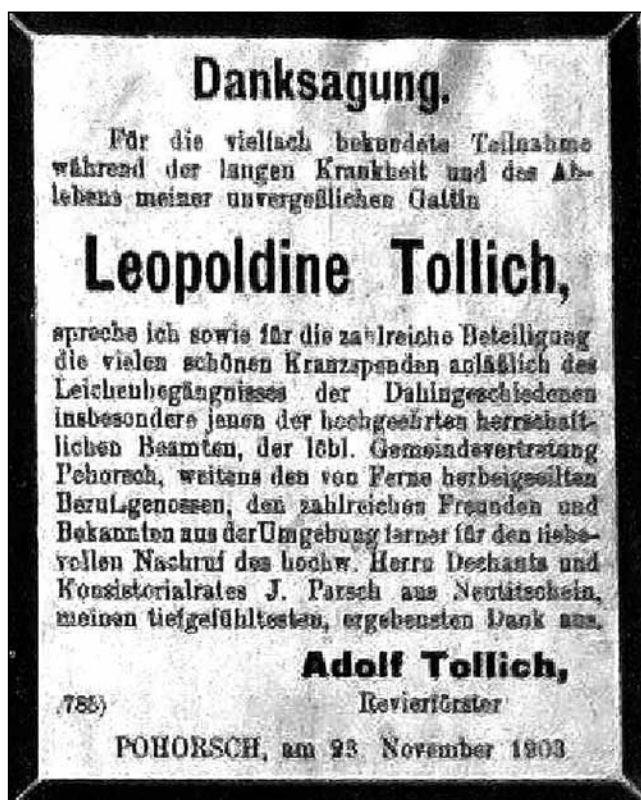 Danksagung.
Für die vielfach bekundete Teilnahme
während der langen Krankheit und des Ab-
lebens meiner unvergeßlichen Gattin
Leopoldine Tollich,
spreche ich sowie für die zahlreiche Beteiligung
die vielen schönen Kranzspenden anläßlich des
Leichenbegängnisses der Dahingeschiedenen
insbesondere jenen der hochgeehrten herrschaft-
lichen Beamten, der löbl. Gemeindevertretung
Pohorsch, weitens den von Ferne herbeigeeilten
Berufsgenossen, den zahlreichen Freunden und
Bekannten aus der Umgebung ferner für den liebe-
vollen Nachruf des hochw. Herrn Dechants und
Konsistorialrates J. Parsch aus Neutitschein,
meinen tiefgefühltesten, ergebensten Dank aus.
Adolf Tollich,
(785) Revierförster
POHORSCH, am 23 November 1903